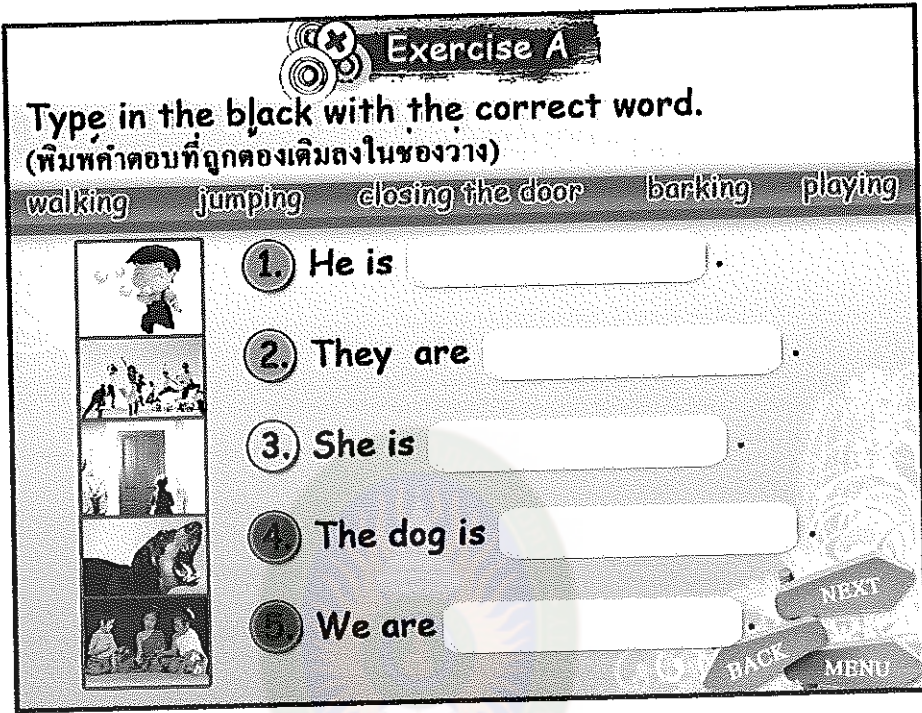 Exercise A
Type in the black with the correct word.
(พิมพ์คำตอบที่ถูกต้องเติมลงในช่องว่าง)
walking jumping closing the door barking playing
1. He is .
2. They are .
3. She is .
4. The dog is .
5. We are .
NEXT
BACK
MENU